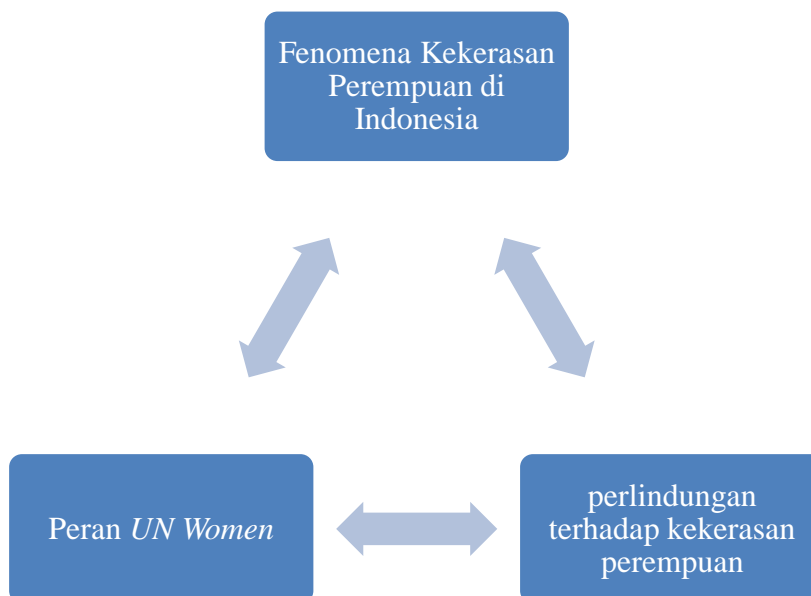 Fenomena Kekerasan
Perempuan di
Indonesia
Peran UN Women
perlindungan
terhadap kekerasan
perempuan